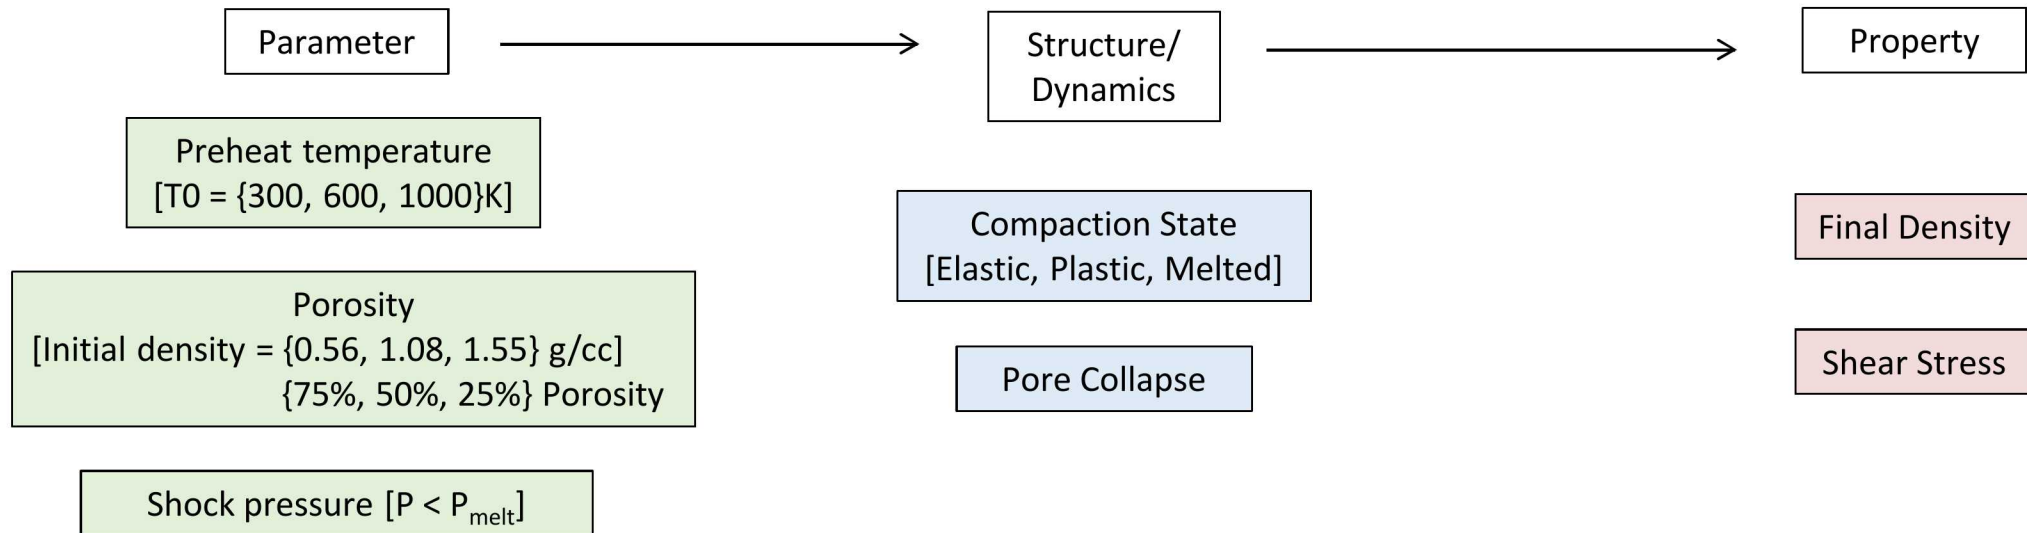 Parameter
Structure/
Dynamics
Property
Preheat temperature
[T0 = {300, 600, 1000}K]
Porosity
[Initial density = {0.56, 1.08, 1.55} g/cc]
{75%, 50%, 25%} Porosity
Shock pressure [P < Pmelt]
Compaction State
[Elastic, Plastic, Melted]
Pore Collapse
Final Density
Shear Stress